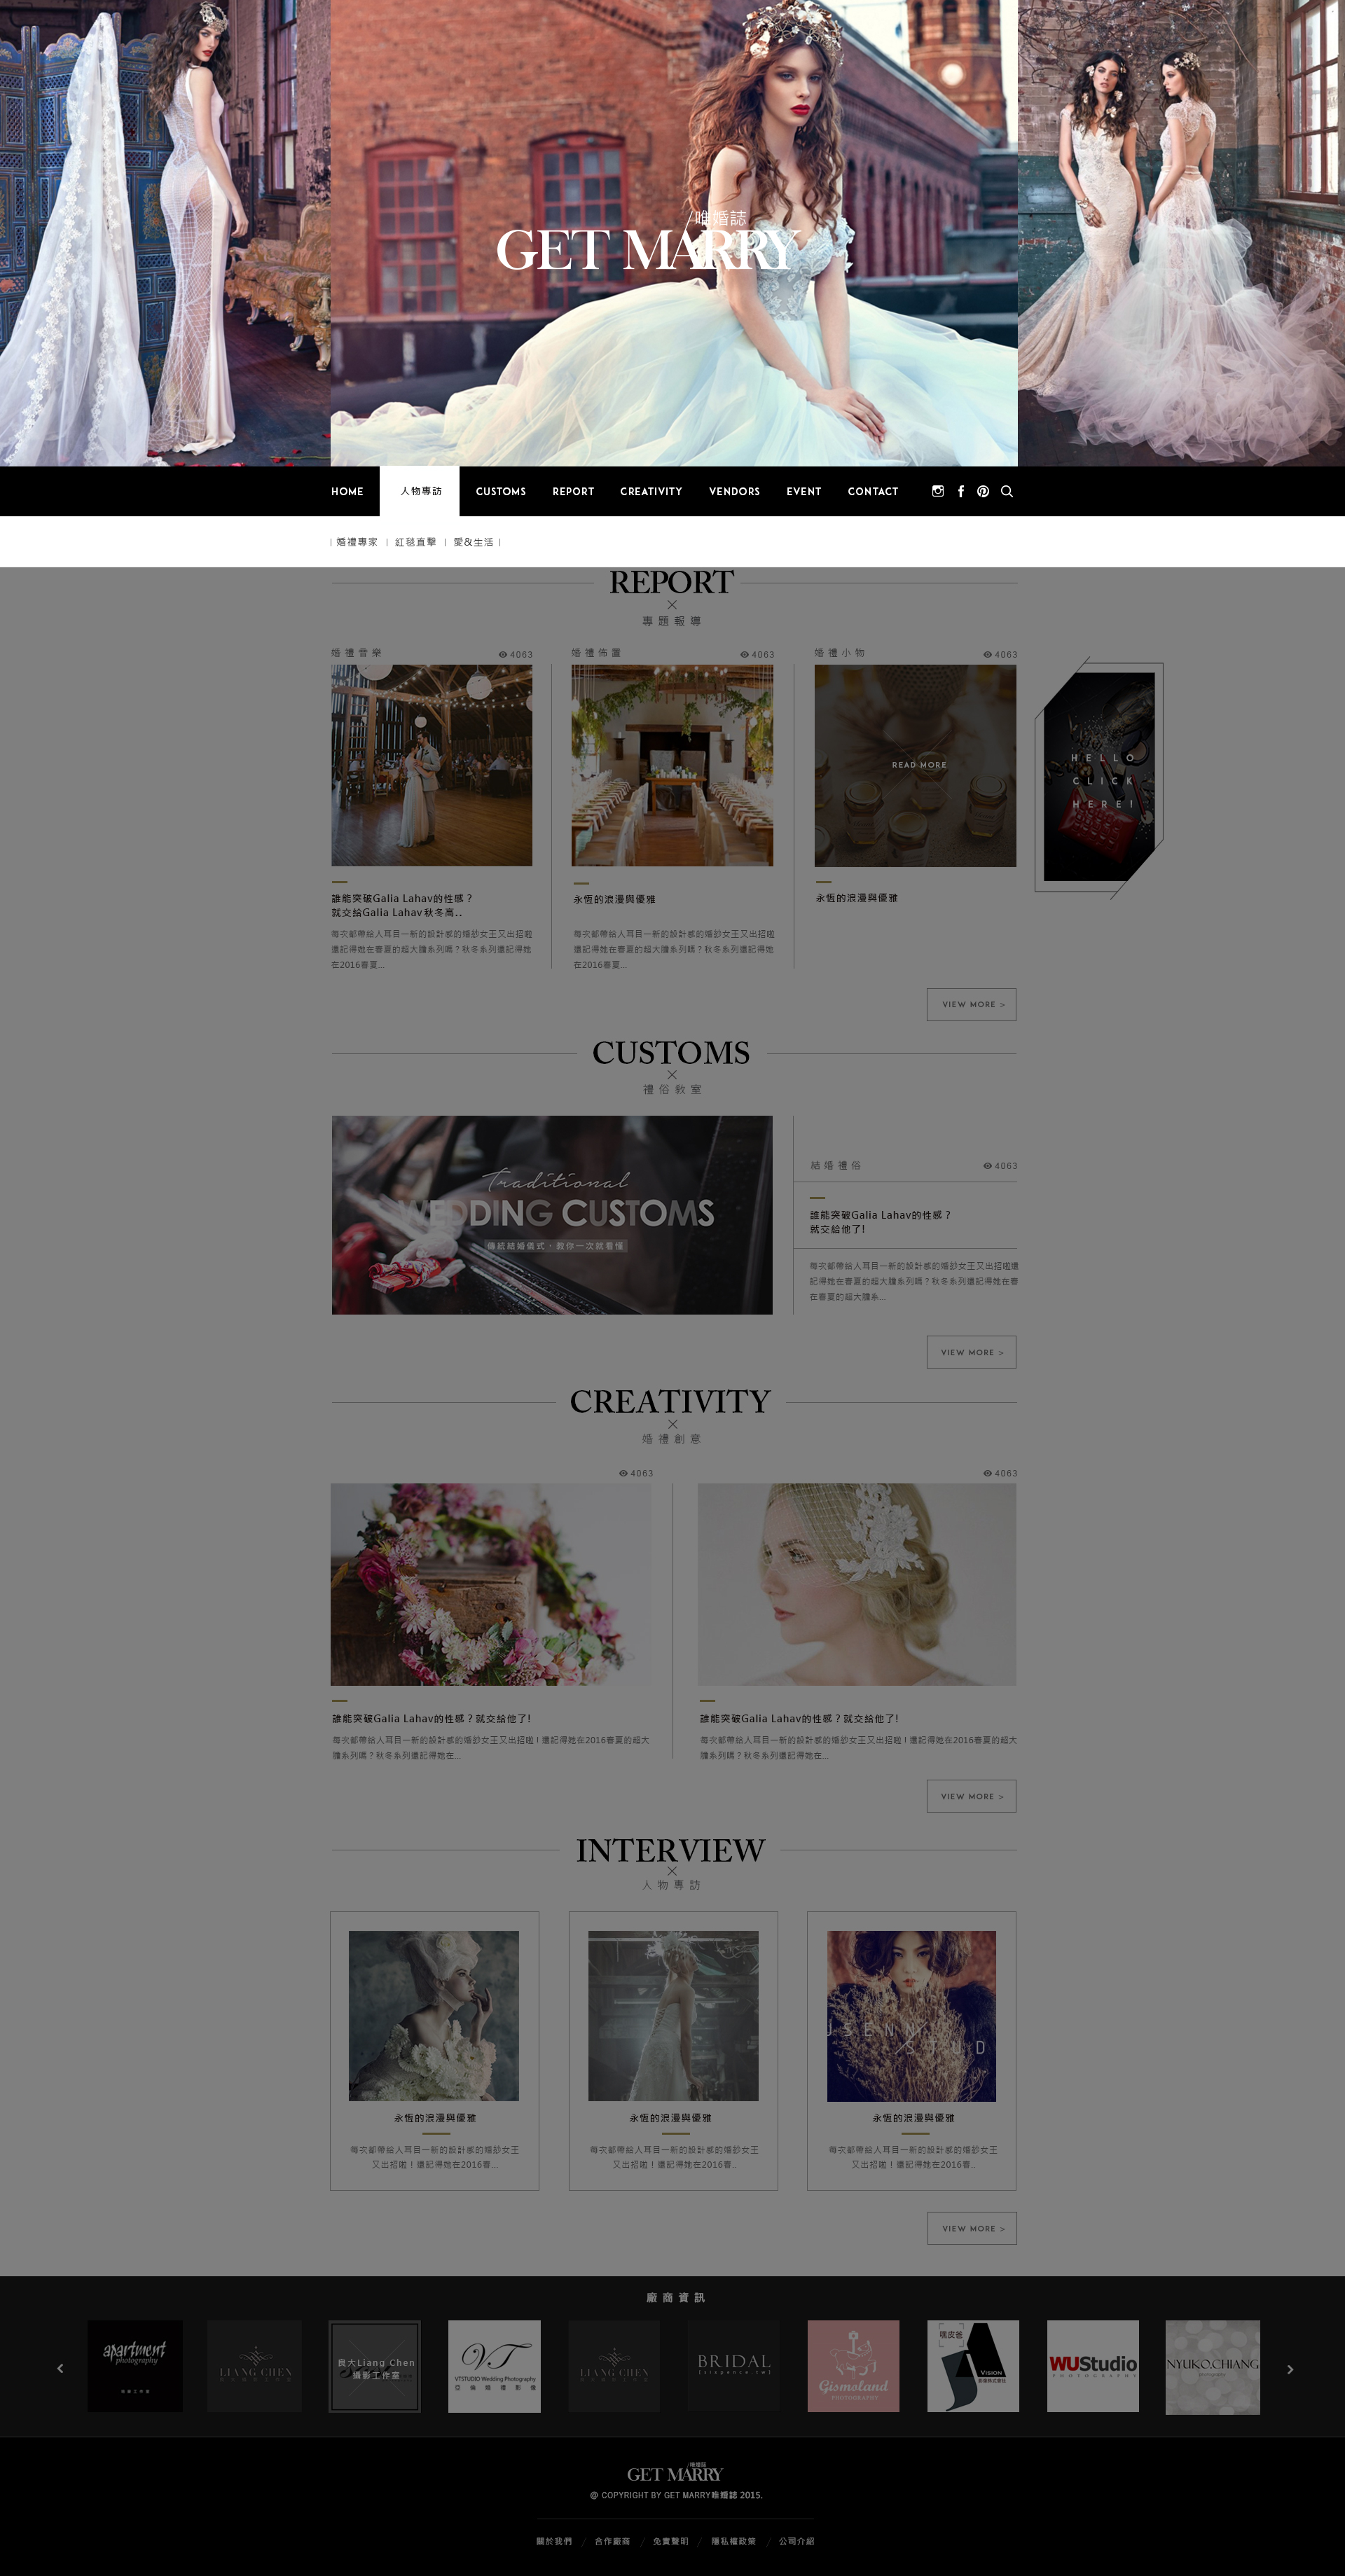 /唯婚誌
GET MARRY
HOME 人物專訪 CUSTOMS REPORT CREATIVITY VENDORS EVENT CONTACT
| 婚禮專家 | 紅毯直擊 | 愛&生活 |
REPORT
專題報導
婚禮音樂 4063
婚禮佈置 4063
婚禮小物 4063
READ MORE
HELLO
CLICK
HERE!
誰能突破Galia Lahav的性感？
就交給Galia Lahav 秋冬高..
每次都帶給人耳目一新的設計感的婚紗女王又出招啦
還記得她在春夏的超大膽系列嗎？秋冬系列還記得她
在2016春夏...
永恆的浪漫與優雅
每次都帶給人耳目一新的設計感的婚紗女王又出招啦
還記得她在春夏的超大膽系列嗎？秋冬系列還記得她
在2016春夏...
永恆的浪漫與優雅
VIEW MORE >
CUSTOMS
禮俗教室
Traditional
WEDDING CUSTOMS
傳統結婚儀式，教你一次就看懂
結婚禮俗 4063
誰能突破Galia Lahav的性感？
就交給他了!
每次都帶給人耳目一新的設計感的婚紗女王又出招啦還
記得她在春夏的超大膽系列嗎？秋冬系列還記得她在春
在春夏的超大膽系...
VIEW MORE >
CREATIVITY
婚禮創意
4063
4063
誰能突破Galia Lahav的性感？就交給他了!
每次都帶給人耳目一新的設計感的婚紗女王又出招啦！還記得她在2016春夏的超大
膽系列嗎？秋冬系列還記得她在...
誰能突破Galia Lahav的性感？就交給他了!
每次都帶給人耳目一新的設計感的婚紗女王又出招啦！還記得她在2016春夏的超大
膽系列嗎？秋冬系列還記得她在...
VIEW MORE >
INTERVIEW
人物專訪
JSENN
STUD
永恆的浪漫與優雅
每次都帶給人耳目一新的設計感的婚紗女王
又出招啦！還記得她在2016春...
永恆的浪漫與優雅
每次都帶給人耳目一新的設計感的婚紗女王
又出招啦！還記得她在2016春..
永恆的浪漫與優雅
每次都帶給人耳目一新的設計感的婚紗女王
又出招啦！還記得她在2016春..
VIEW MORE >
廠商資訊
apartment
photography
LIANG CHEN
良大Liang Chen
攝影工作室
VT
VTSTUDIO Wedding Photography
LIANG CHEN
BRIDAL
Gismoland
PHOTOGRAPHY
嘿皮爸
VISION
WUStudio
PHOTOGRAPHY
NYUKO.CHIANG
photography
/唯婚誌
GET MARRY
@ COPYRIGHT BY GET MARRY唯婚誌 2015.
關於我們 / 合作廠商 / 免責聲明 / 隱私權政策 / 公司介紹